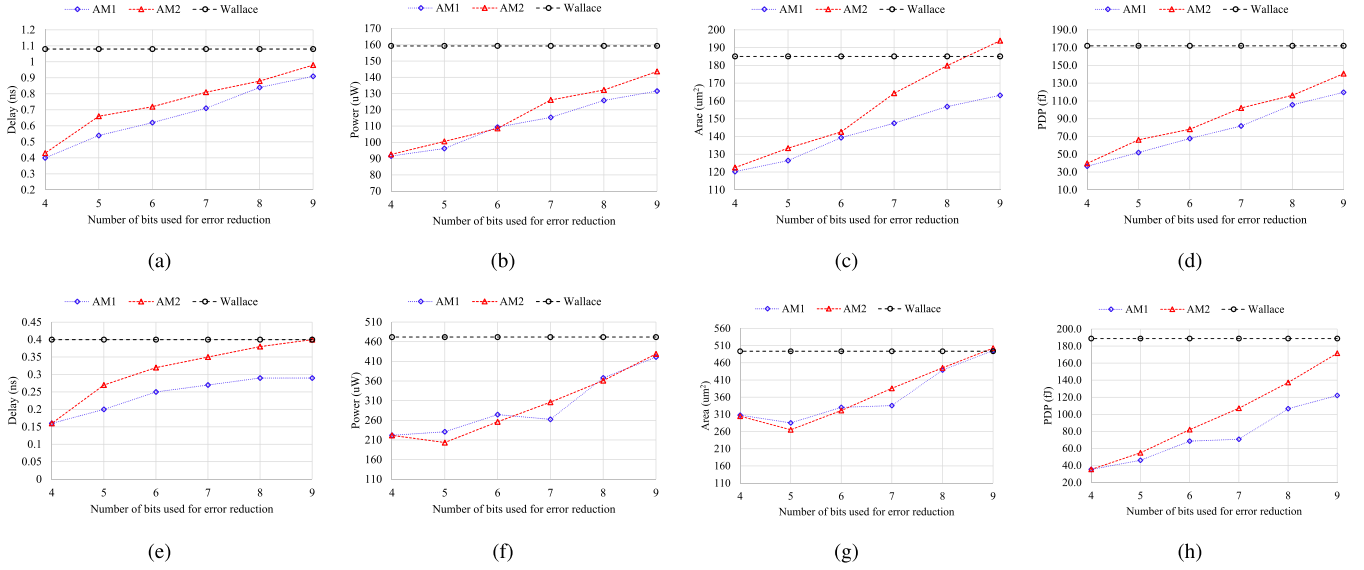 AM1 AM2 Wallace
1.2
1.1
1
0.9
0.8
0.7
0.6
0.5
0.4
0.3
0.2
Delay (ns)
4 5 6 7 8 9
Number of bits used for error reduction
(a)
AM1 AM2 Wallace
170
160
150
140
130
120
110
100
90
80
70
Power (uW)
4 5 6 7 8 9
Number of bits used for error reduction
(b)
AM1 AM2 Wallace
200
190
180
170
160
150
140
130
120
110
Arae (um²)
4 5 6 7 8 9
Number of bits used for error reduction
(c)
AM1 AM2 Wallace
190.0
170.0
150.0
130.0
110.0
90.0
70.0
50.0
30.0
10.0
PDP (fJ)
4 5 6 7 8 9
Number of bits used for error reduction
(d)
AM1 AM2 Wallace
0.45
0.4
0.35
0.3
0.25
0.2
0.15
0.1
0.05
0
Delay (ns)
4 5 6 7 8 9
Number of bits used for error reduction
(e)
AM1 AM2 Wallace
510
460
410
360
310
260
210
160
110
Power (uW)
4 5 6 7 8 9
Number of bits used for error reduction
(f)
AM1 AM2 Wallace
560
510
460
410
360
310
260
210
160
110
Area (um²)
4 5 6 7 8 9
Number of bits used for error reduction
(g)
AM1 AM2 Wallace
200.0
180.0
160.0
140.0
120.0
100.0
80.0
60.0
40.0
20.0
PDP (fJ)
4 5 6 7 8 9
Number of bits used for error reduction
(h)